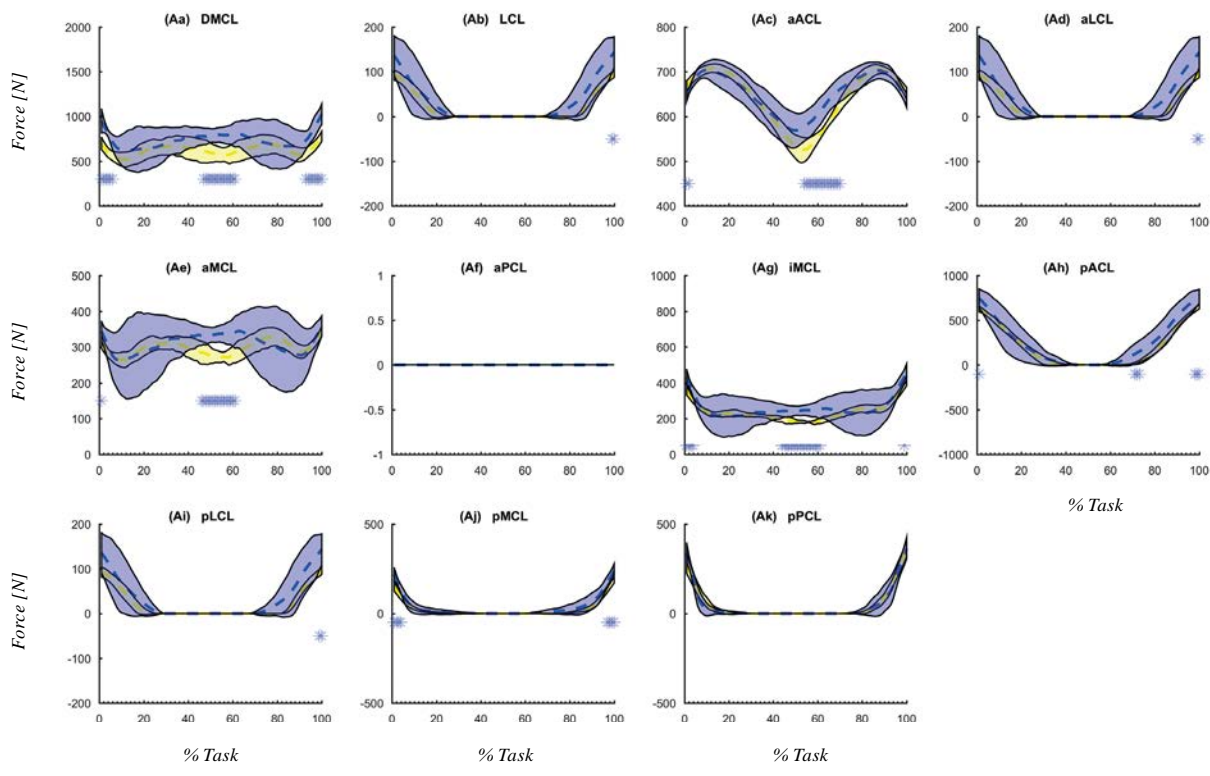 (Aa) DMCL
(Ab) LCL
(Ac) aACL
(Ad) aLCL
Force [N]
2000
1500
1000
500
0
0 20 40 60 80 100
200
100
0
-100
-200
0 20 40 60 80 100
800
700
600
500
400
0 20 40 60 80 100
200
100
0
-100
-200
0 20 40 60 80 100
(Ae) aMCL
(Af) aPCL
(Ag) iMCL
(Ah) pACL
Force [N]
500
400
300
200
100
0
0 20 40 60 80 100
1
0.5
0
-0.5
-1
0 20 40 60 80 100
1000
800
600
400
200
0
0 20 40 60 80 100
1000
500
0
-500
-1000
0 20 40 60 80 100
% Task
(Ai) pLCL
(Aj) pMCL
(Ak) pPCL
Force [N]
200
100
0
-100
-200
0 20 40 60 80 100
% Task
500
0
-500
0 20 40 60 80 100
% Task
500
0
-500
0 20 40 60 80 100
% Task